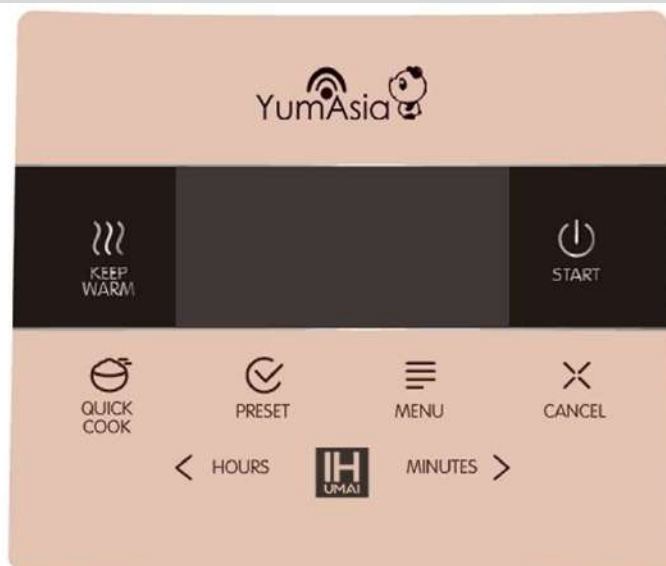 YumAsia
KEEP
WARM
START
QUICK
COOK
PRESET
MENU
CANCEL
< HOURS
IH
UMAI
MINUTES >